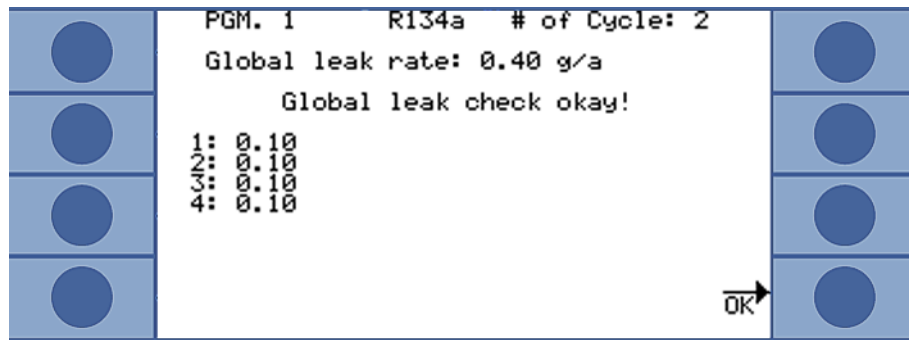 PGM. 1 R134a # of Cycle: 2
Global leak rate: 0.40 g/a
Global leak check okay!
1: 0.10
2: 0.10
3: 0.10
4: 0.10
OK